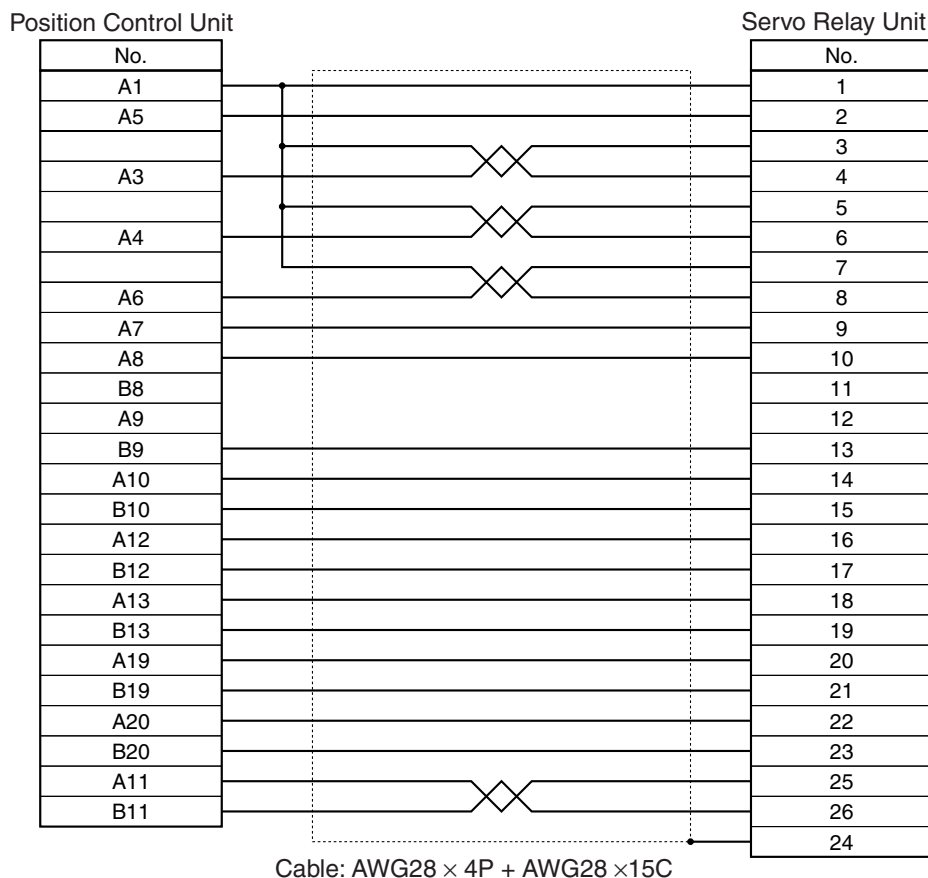 Position Control Unit Servo Relay Unit
No. No.
A1 1
A5 2
3
A3 4
5
A4 6
7
A6 8
A7 9
A8 10
B8 11
A9 12
B9 13
A10 14
B10 15
A12 16
B12 17
A13 18
B13 19
A19 20
B19 21
A20 22
B20 23
A11 25
B11 26
24
Cable: AWG28 × 4P + AWG28 ×15C